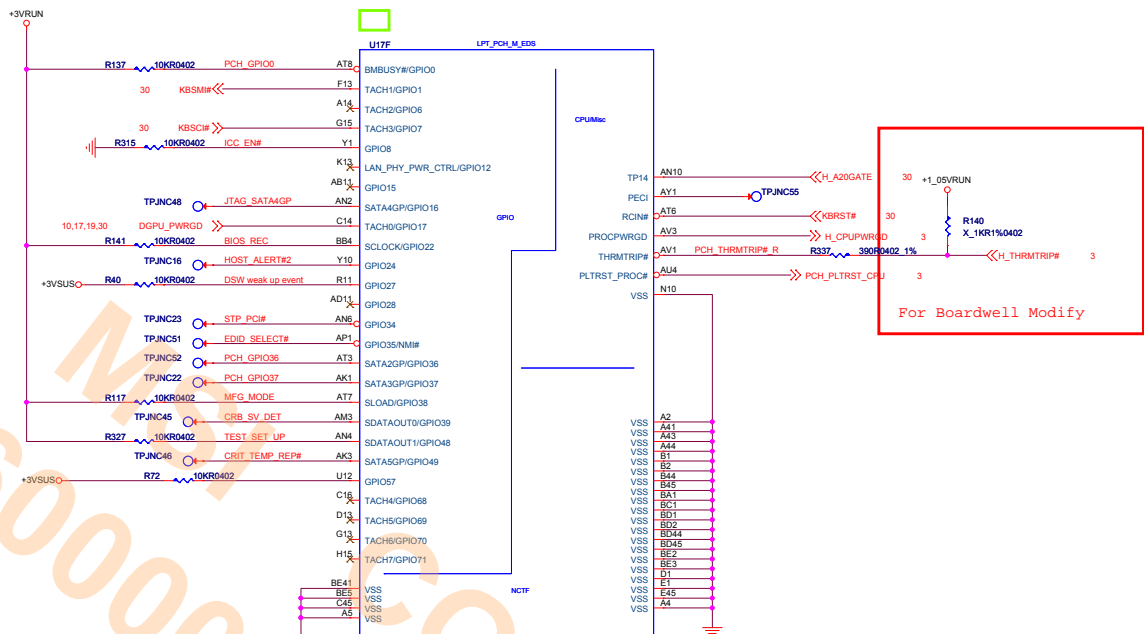 +3VRUN
U17F
LPT_PCH_M_EDS
R137 10KR0402 PCH_GPIO0 AT8 BMBUSY#/GPIO0
30 KBSMI# F13 TACH1/GPIO1
A14 TACH2/GPIO6
30 KBSCI# G15 TACH3/GPIO7
R315 10KR0402 ICC_EN# Y1 GPIO8
K13 LAN_PHY_PWR_CTRL/GPIO12
AB11 GPIO15
TPJNC48 JTAG_SATA4GP AN2 SATA4GP/GPIO16
10,17,19,30 DGPU_PWRGD C14 TACH0/GPIO17
R141 10KR0402 BIOS_REC BB4 SCLOCK/GPIO22
TPJNC16 HOST_ALERT#2 Y10 GPIO24
+3VSUS R40 10KR0402 DSW weak up event R11 GPIO27
AD11 GPIO28
TPJNC23 STP_PCI# AN6 GPIO34
TPJNC51 EDID_SELECT# AP1 GPIO35/NMI#
TPJNC52 PCH_GPIO36 AT3 SATA2GP/GPIO36
TPJNC22 PCH_GPIO37 AK1 SATA3GP/GPIO37
R117 10KR0402 MFG_MODE AT7 SLOAD/GPIO38
TPJNC45 CRB_SV_DET AM3 SDATAOUT0/GPIO39
R327 10KR0402 TEST_SET_UP AN4 SDATAOUT1/GPIO48
TPJNC46 CRIT_TEMP_REP# AK3 SATA5GP/GPIO49
+3VSUS R72 10KR0402 U12 GPIO57
C16 TACH4/GPIO68
D13 TACH5/GPIO69
G13 TACH6/GPIO70
H15 TACH7/GPIO71
BE41 VSS
BE5 VSS
C45 VSS
A5 VSS
CPU/Misc
GPIO
NCTF
TP14 AN10 H_A20GATE 30
PECI AY1 TPJNC55
RCIN# AT6 KBRST# 30
PROCPWRGD AV3 H_CPUPWRGD 3
THRMTRIP# AV1 PCH_THRMTRIP#_R R337 390R0402_1% H_THRMTRIP# 3
PLTRST_PROC# AU4 PCH_PLTRST_CPU 3
VSS N10
+1_05VRUN
R140
X_1KR1%0402
For Boardwell Modify
VSS A2
VSS A41
VSS A43
VSS A44
VSS B1
VSS B2
VSS B44
VSS B45
VSS BA1
VSS BC1
VSS BD1
VSS BD2
VSS BD44
VSS BD45
VSS BE2
VSS BE3
VSS D1
VSS E1
VSS E45
VSS A4
MSI